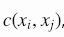 c(x_i, x_j),